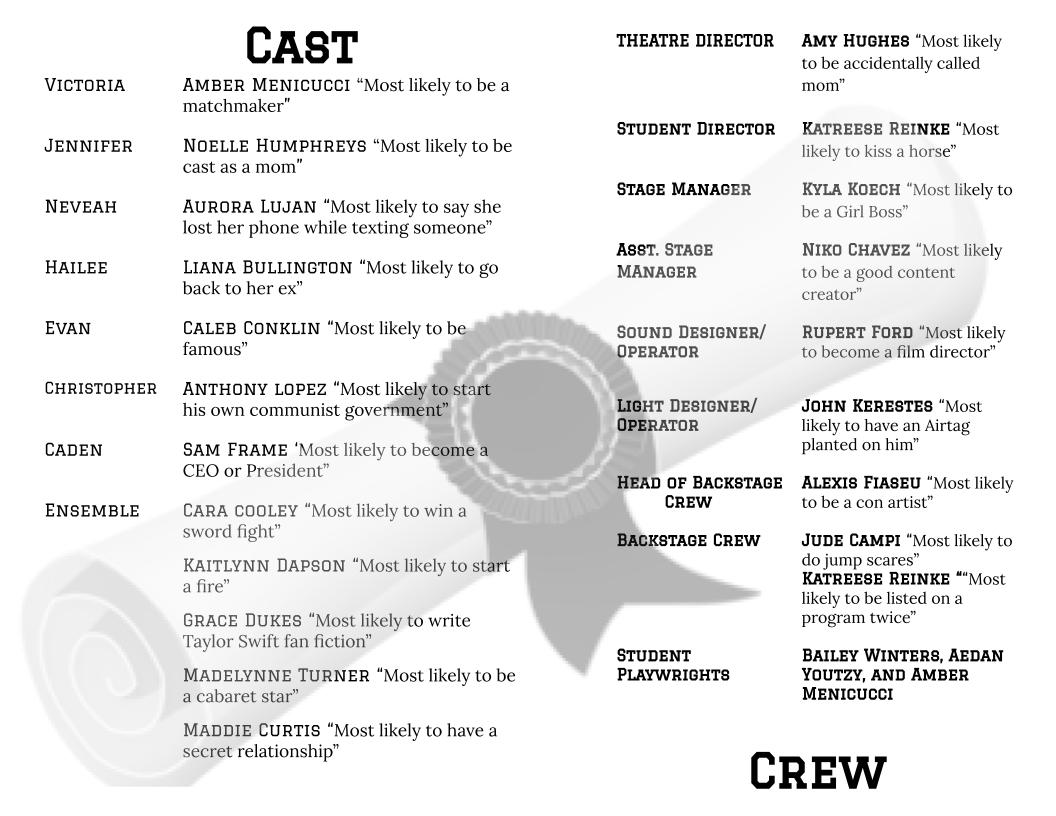 CAST
VICTORIA AMBER MENICUCCI “Most likely to be a
matchmaker"
JENNIFER NOELLE HUMPHREYS “Most likely to be
cast as a mom"
NEVEAH AURORA LUJAN “Most likely to say she
lost her phone while texting someone”
HAILEE LIANA BULLINGTON “Most likely to go
back to her ex”
EVAN CALEB CONKLIN “Most likely to be
famous”
CHRISTOPHER ANTHONY LOPEZ “Most likely to start
his own communist government”
CADEN SAM FRAME ‘Most likely to become a
CEO or President”
ENSEMBLE CARA COOLEY “Most likely to win a
sword fight”
KAITLYNN DAPSON “Most likely to start
a fire”
GRACE DUKES “Most likely to write
Taylor Swift fan fiction”
MADELYNNE TURNER “Most likely to be
a cabaret star”
MADDIE CURTIS “Most likely to have a
secret relationship”
THEATRE DIRECTOR AMY HUGHES “Most likely
to be accidentally called
mom”
STUDENT DIRECTOR KATREESE REINKE “Most
likely to kiss a horse”
STAGE MANAGER KYLA KOECH “Most likely to
be a Girl Boss”
ASST. STAGE NIKO CHAVEZ “Most likely
MANAGER to be a good content
creator”
SOUND DESIGNER/ RUPERT FORD “Most likely
OPERATOR to become a film director”
LIGHT DESIGNER/ JOHN KERESTES “Most
OPERATOR likely to have an Airtag
planted on him”
HEAD OF BACKSTAGE ALEXIS FIASEU “Most likely
CREW to be a con artist”
BACKSTAGE CREW JUDE CAMPI “Most likely to
do jump scares”
KATREESE REINKE “““Most
likely to be listed on a
program twice”
STUDENT BAILEY WINTERS, AEDAN
PLAYWRIGHTS YOUTZY, AND AMBER
MENICUCCI
CREW